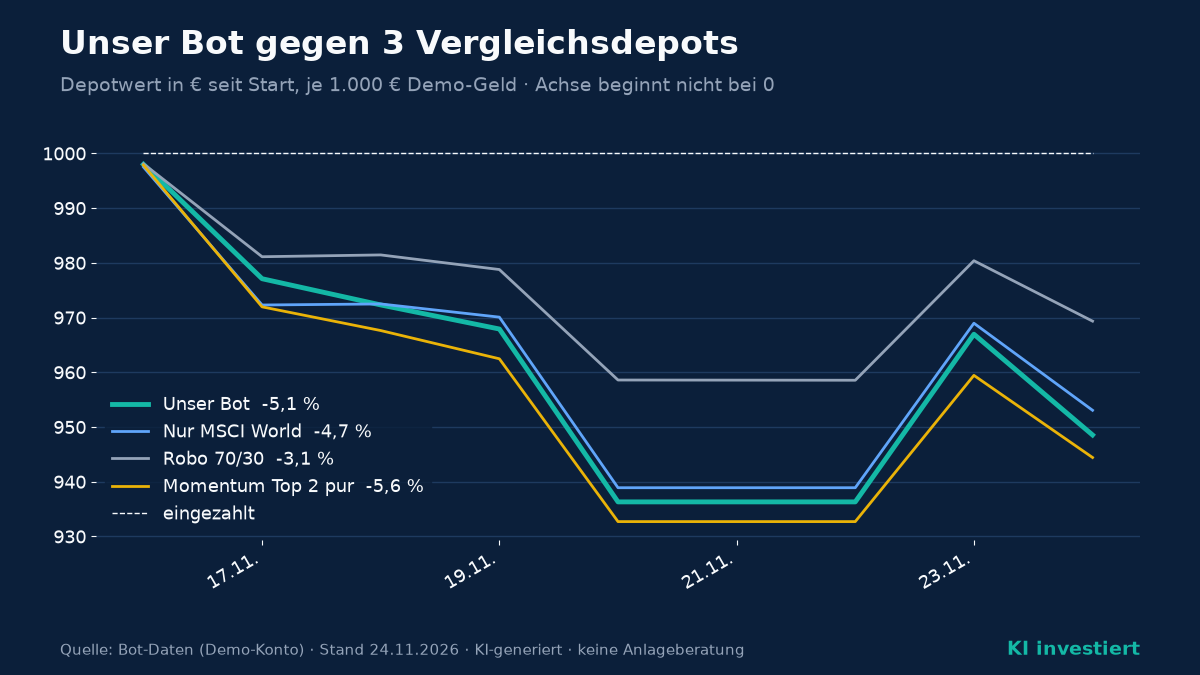 Unser Bot gegen 3 Vergleichsdepots
Depotwert in € seit Start, je 1.000 € Demo-Geld · Achse beginnt nicht bei 0
1000
990
980
970
960
950
940
930
Unser Bot -5,1 %
Nur MSCI World -4,7 %
Robo 70/30 -3,1 %
Momentum Top 2 pur -5,6 %
eingezahlt
17.11.
19.11.
21.11.
23.11.
Quelle: Bot-Daten (Demo-Konto) · Stand 24.11.2026 · KI-generiert · keine Anlageberatung
KI investiert